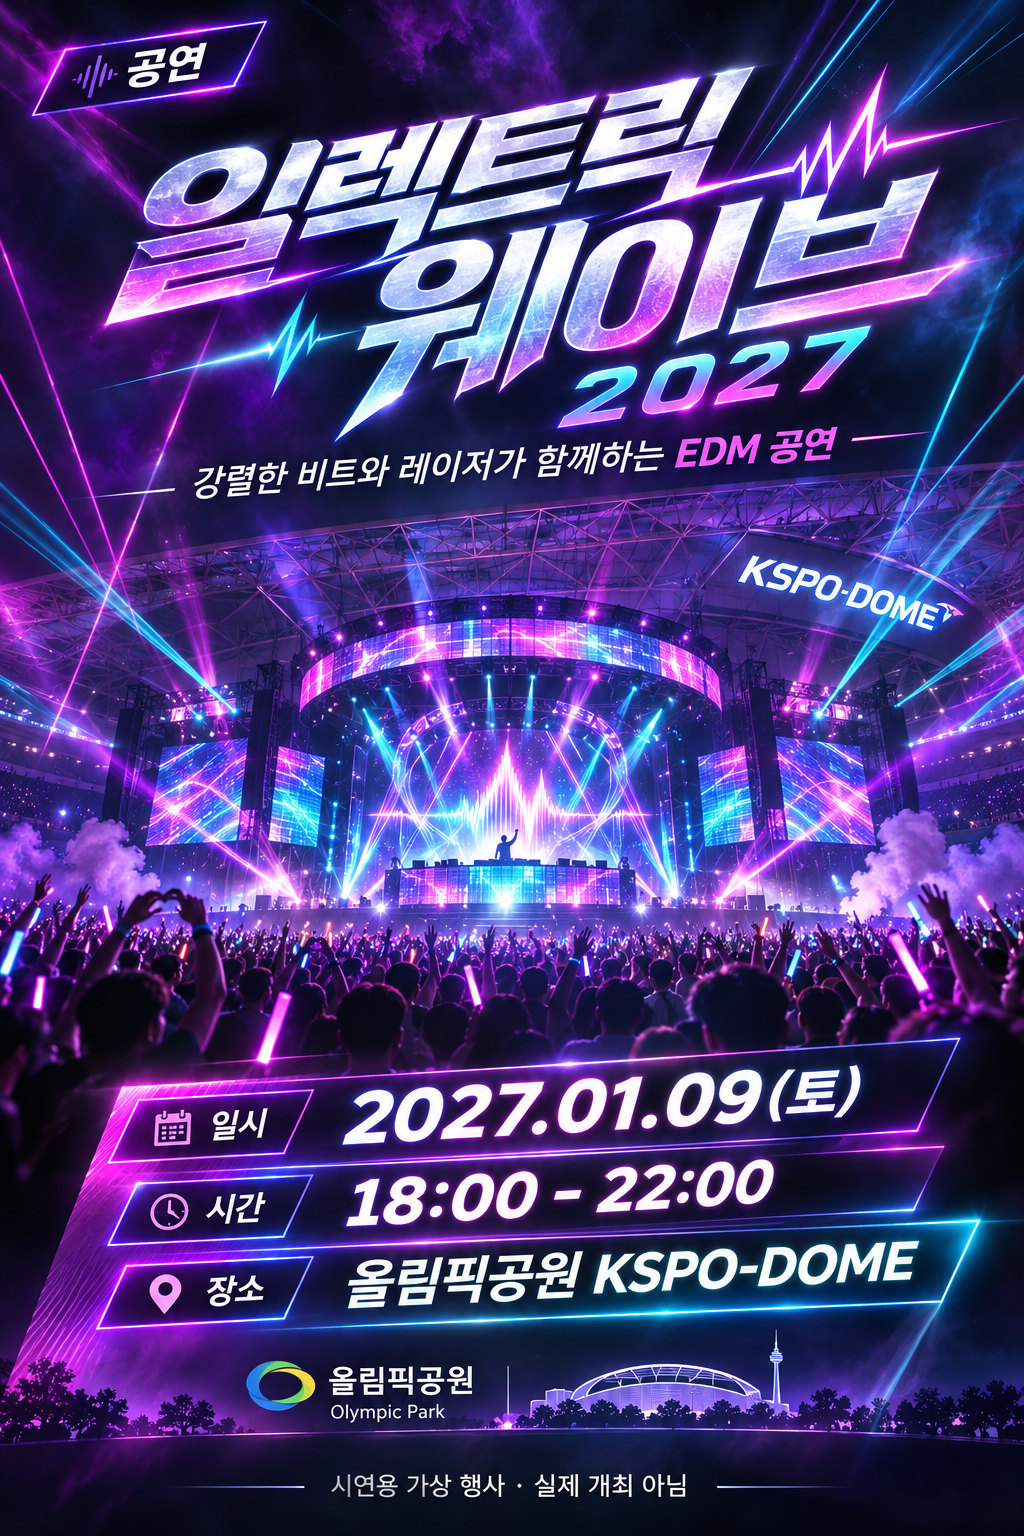 공연
일렉트릭
웨이브
2027
강렬한 비트와 레이저가 함께하는 EDM 공연
KSPO-DOME
일시 2027.01.09(토)
시간 18:00 - 22:00
장소 올림픽공원 KSPO-DOME
올림픽공원
Olympic Park
시연용 가상 행사 · 실제 개최 아님